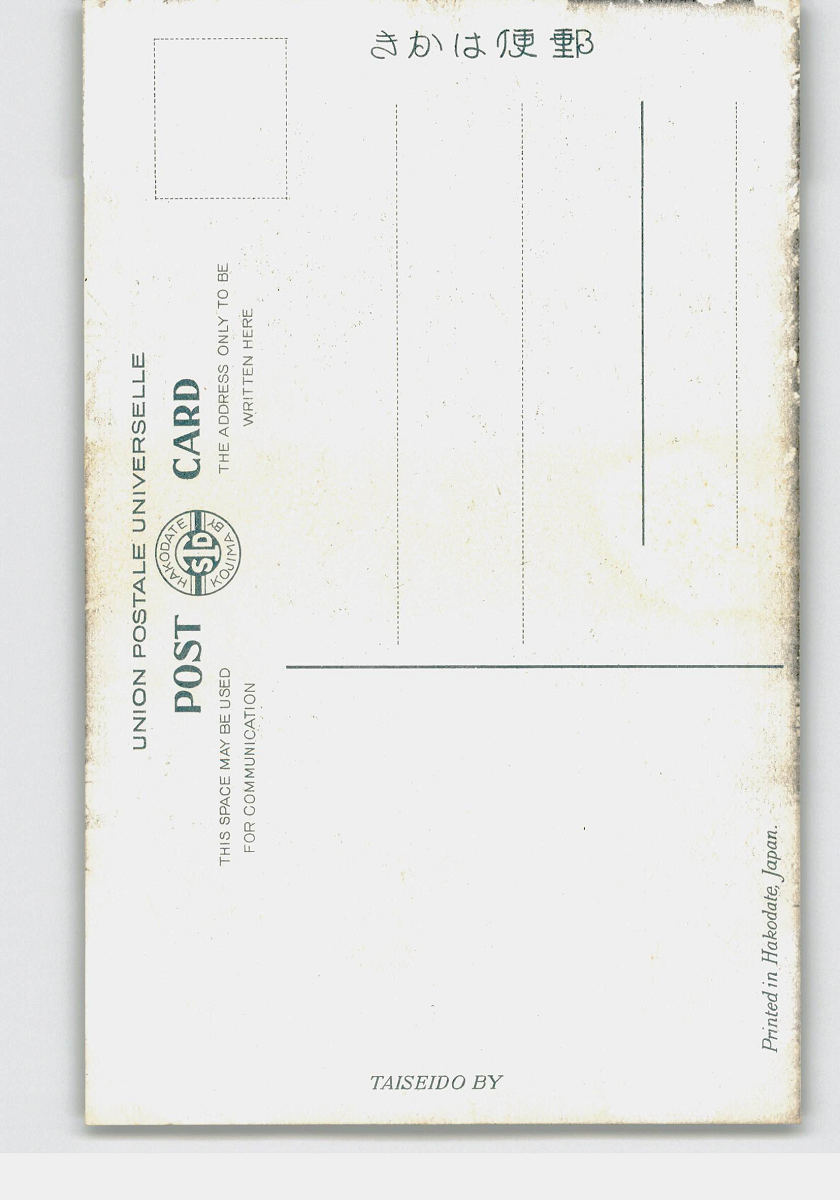 きかは便郵
UNION POSTALE UNIVERSELLE
POST CARD
HAKODATE
KOJIMA BY
THIS SPACE MAY BE USED
FOR COMMUNICATION
THE ADDRESS ONLY TO BE
WRITTEN HERE
Printed in Hakodate, Japan.
TAISEIDO BY